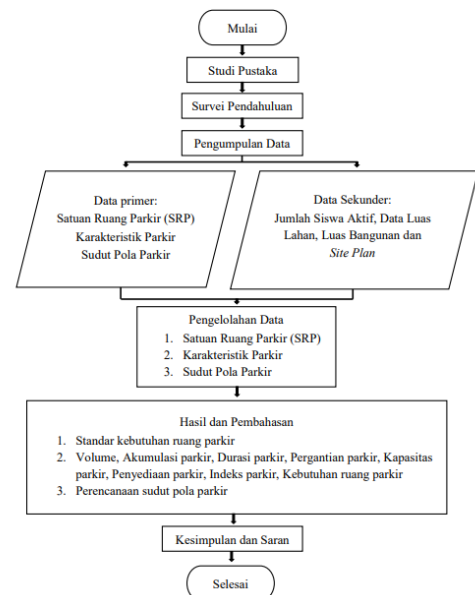 Mulai
Studi Pustaka
Survei Pendahuluan
Pengumpulan Data
Data primer:
Satuan Ruang Parkir (SRP)
Karakteristik Parkir
Sudut Pola Parkir
Data Sekunder:
Jumlah Siswa Aktif, Data Luas
Lahan, Luas Bangunan dan
Site Plan
Pengelolahan Data
1. Satuan Ruang Parkir (SRP)
2. Karakteristik Parkir
3. Sudut Pola Parkir
Hasil dan Pembahasan
1. Standar kebutuhan ruang parkir
2. Volume, Akumulasi parkir, Durasi parkir, Pergantian parkir, Kapasitas
parkir, Penyediaan parkir, Indeks parkir, Kebutuhan ruang parkir
3. Perencanaan sudut pola parkir
Kesimpulan dan Saran
Selesai